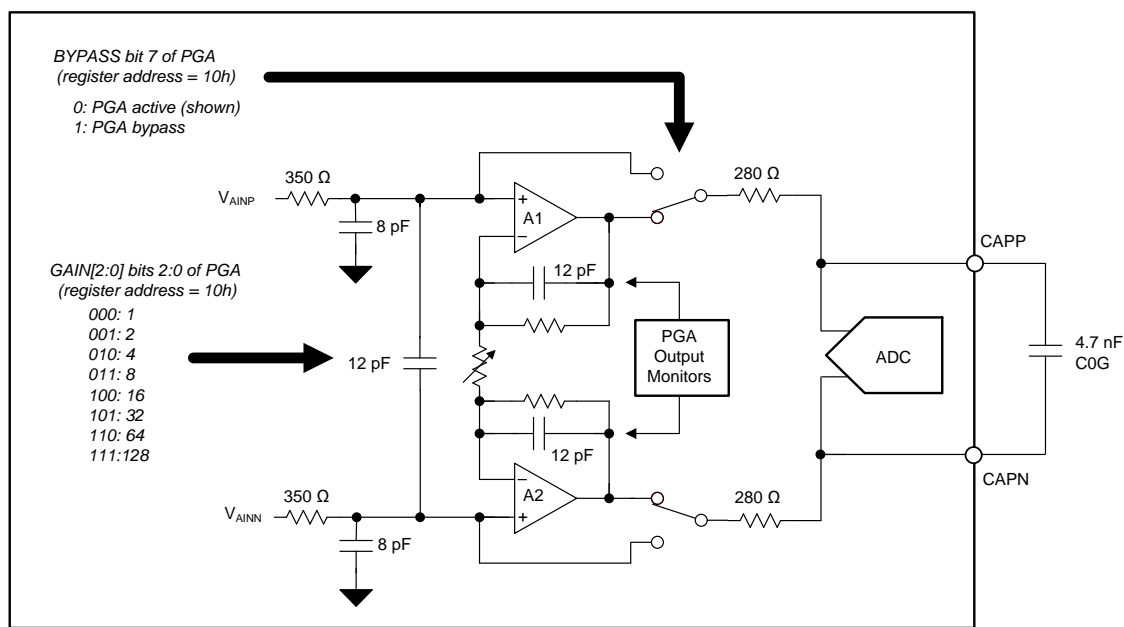 BYPASS bit 7 of PGA
(register address = 10h)
0: PGA active (shown)
1: PGA bypass
350 Ω
280 Ω
VAINP
A1
8 pF
CAPP
12 pF
GAIN[2:0] bits 2:0 of PGA
(register address = 10h)
000: 1
001: 2
010: 4
011: 8
100: 16
101: 32
110: 64
111:128
12 pF
PGA
Output
Monitors
ADC
4.7 nF
C0G
12 pF
CAPN
350 Ω
A2
280 Ω
VAINN
8 pF